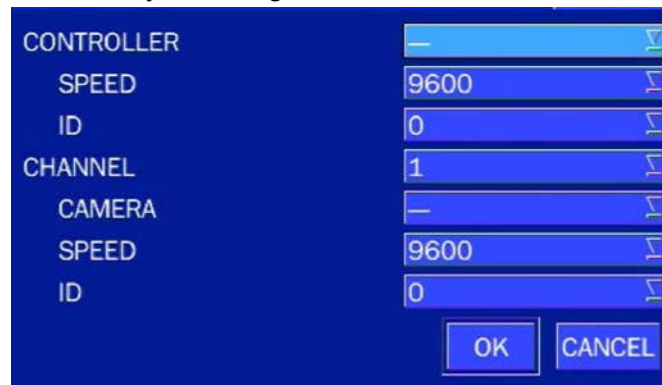 CONTROLLER —
SPEED 9600
ID 0
CHANNEL 1
CAMERA —
SPEED 9600
ID 0
OK CANCEL